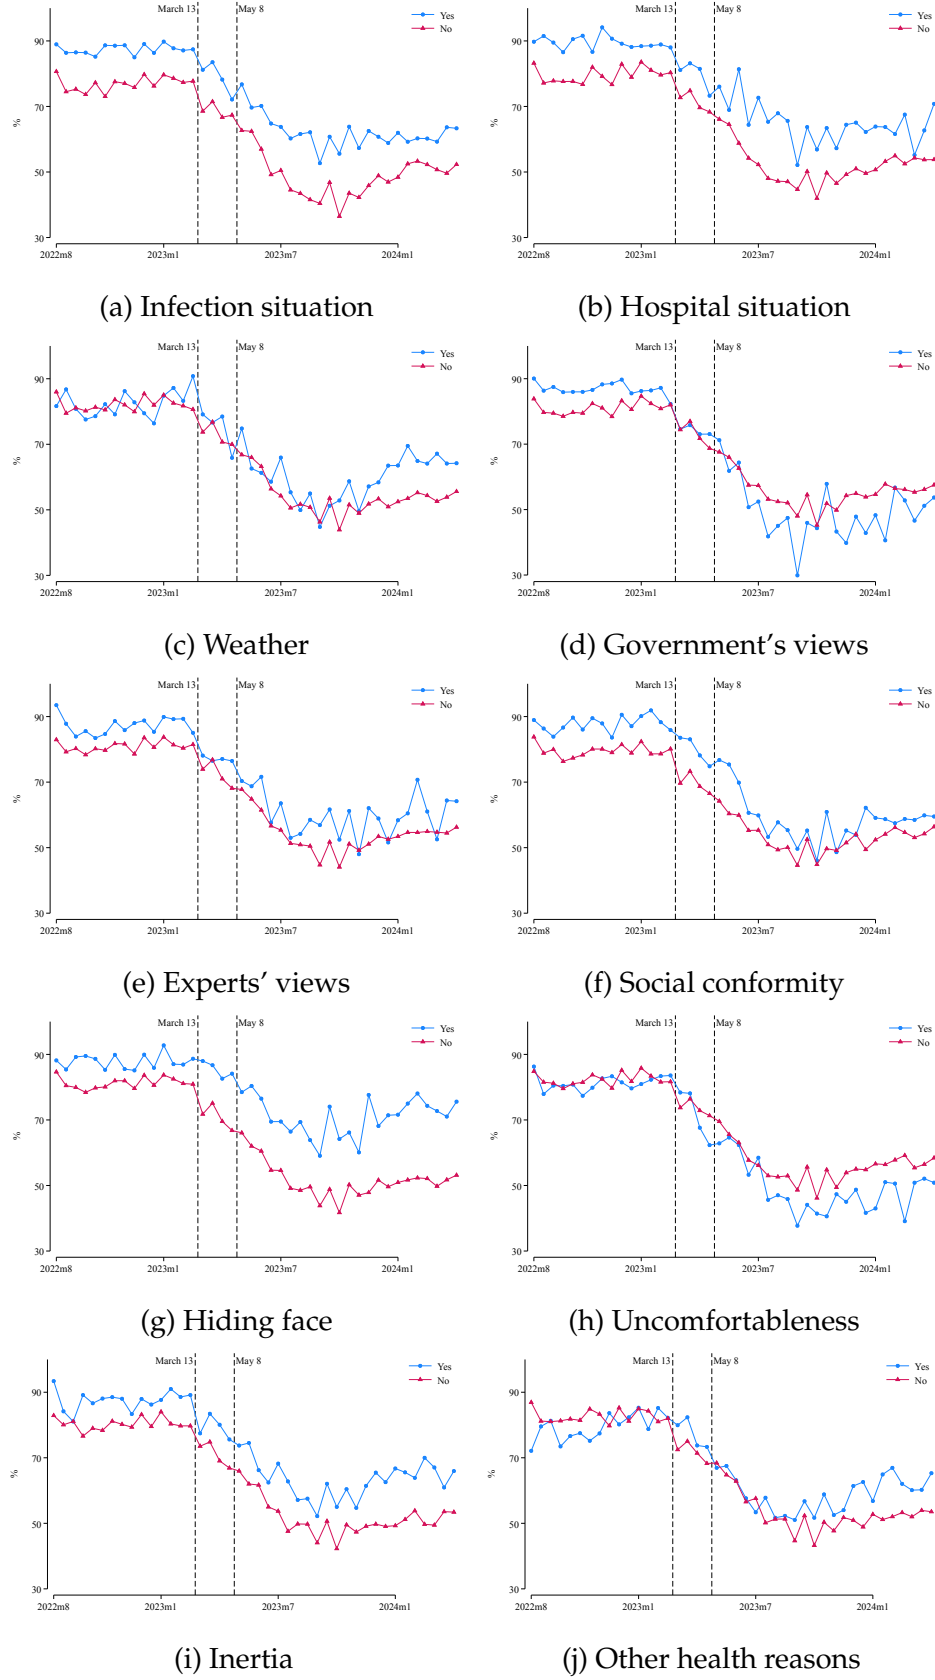 March 13 May 8 Yes
No
90
70
%
50
30
2022m8 2023m1 2023m7 2024m1
(a) Infection situation
March 13 May 8 Yes
No
90
70
%
50
30
2022m8 2023m1 2023m7 2024m1
(b) Hospital situation
March 13 May 8 Yes
No
90
70
%
50
30
2022m8 2023m1 2023m7 2024m1
(c) Weather
March 13 May 8 Yes
No
90
70
%
50
30
2022m8 2023m1 2023m7 2024m1
(d) Government’s views
March 13 May 8 Yes
No
90
70
%
50
30
2022m8 2023m1 2023m7 2024m1
(e) Experts’ views
March 13 May 8 Yes
No
90
70
%
50
30
2022m8 2023m1 2023m7 2024m1
(f) Social conformity
March 13 May 8 Yes
No
90
70
%
50
30
2022m8 2023m1 2023m7 2024m1
(g) Hiding face
March 13 May 8 Yes
No
90
70
%
50
30
2022m8 2023m1 2023m7 2024m1
(h) Uncomfortableness
March 13 May 8 Yes
No
90
70
%
50
30
2022m8 2023m1 2023m7 2024m1
(i) Inertia
March 13 May 8 Yes
No
90
70
%
50
30
2022m8 2023m1 2023m7 2024m1
(j) Other health reasons